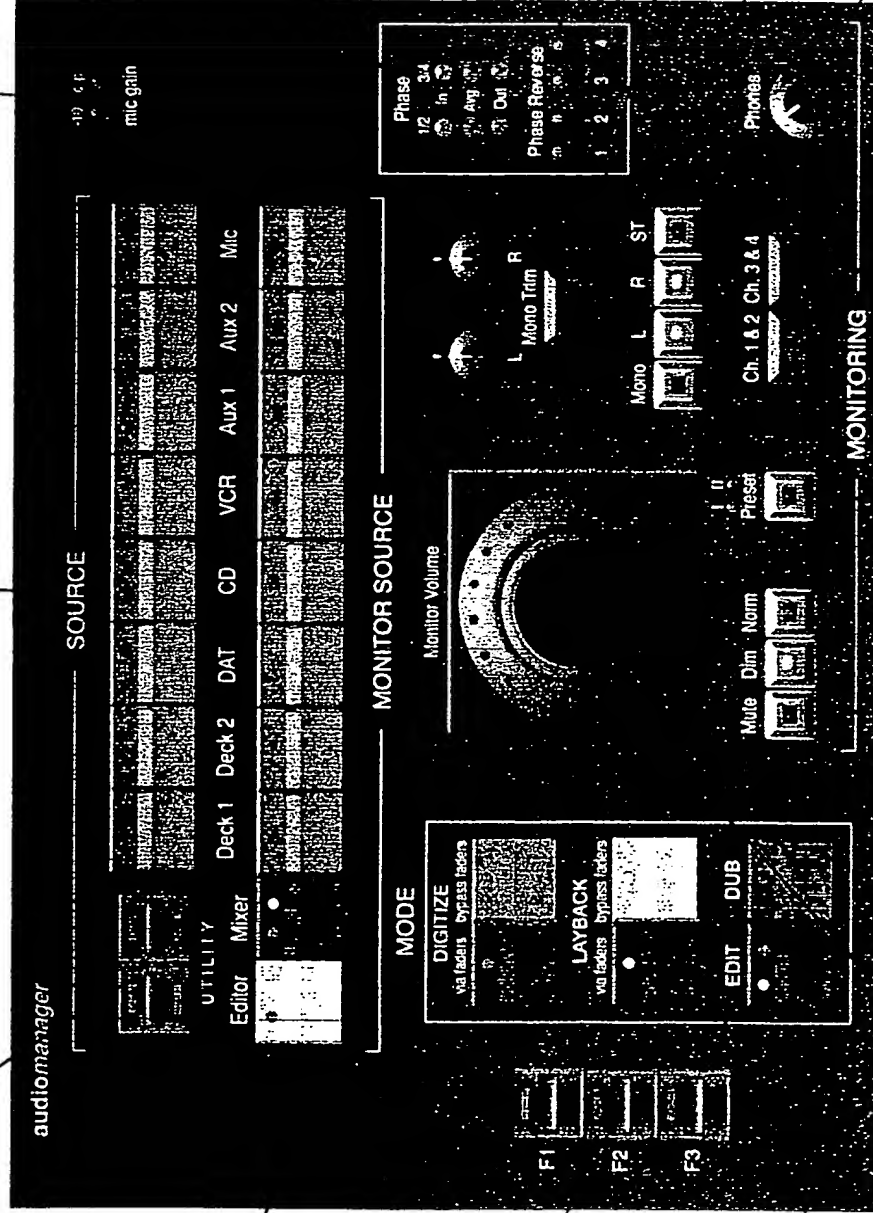 audiomanager
SOURCE
mic gain
UTILITY
Editor Mixer Deck 1 Deck 2 DAT CD VCR Aux 1 Aux 2 Mic
MONITOR SOURCE
MODE
DIGITIZE
via faders bypass faders
LAYBACK
via faders bypass faders
EDIT DUB
F1
F2
F3
Monitor Volume
Mute Dim Norm
Preset
L R
Mono Trim
Mono L R ST
Ch. 1 & 2 Ch. 3 & 4
Phase
1/2 3/4
In
Avg
Out
Phase Reverse
1 2 3 4
Phones
MONITORING